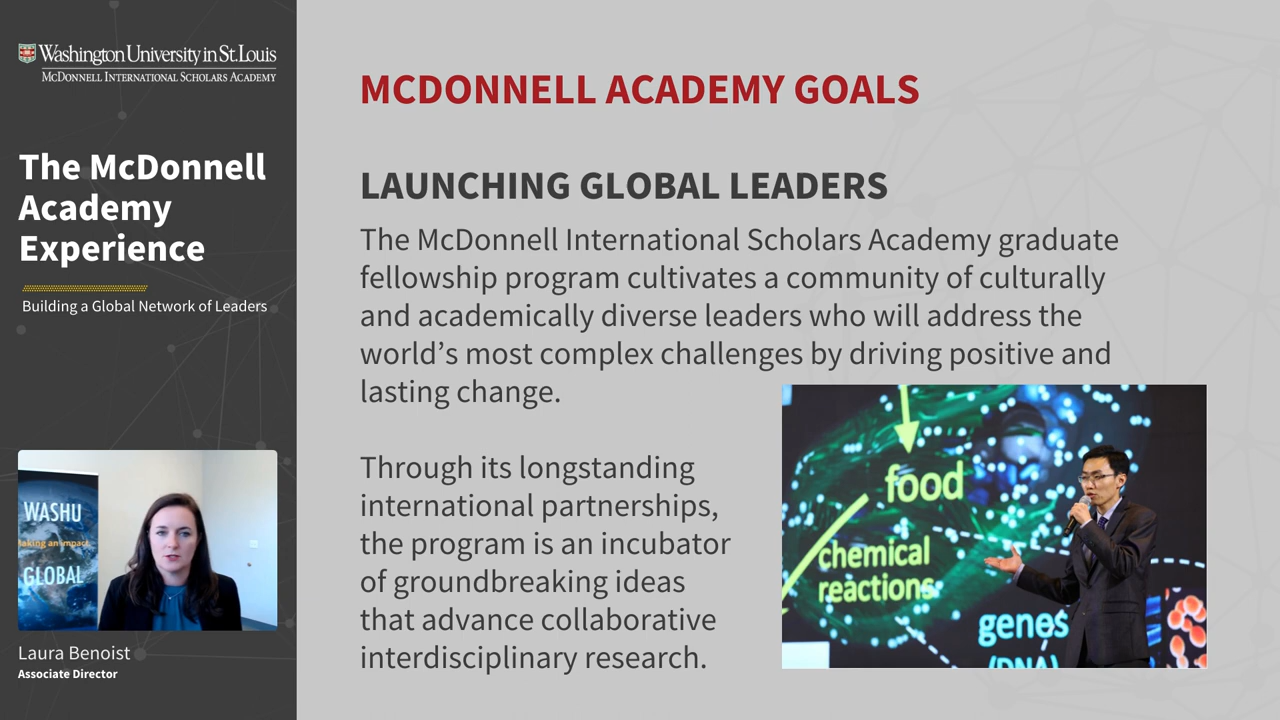 Washington University in St. Louis
McDonnell International Scholars Academy
The McDonnell
Academy
Experience
Building a Global Network of Leaders
WASHU
aking an impact
GLOBAL
Laura Benoist
Associate Director
MCDONNELL ACADEMY GOALS
LAUNCHING GLOBAL LEADERS
The McDonnell International Scholars Academy graduate
fellowship program cultivates a community of culturally
and academically diverse leaders who will address the
world’s most complex challenges by driving positive and
lasting change.
Through its longstanding
international partnerships,
the program is an incubator
of groundbreaking ideas
that advance collaborative
interdisciplinary research.
food
chemical
reactions
genes
(DNA)